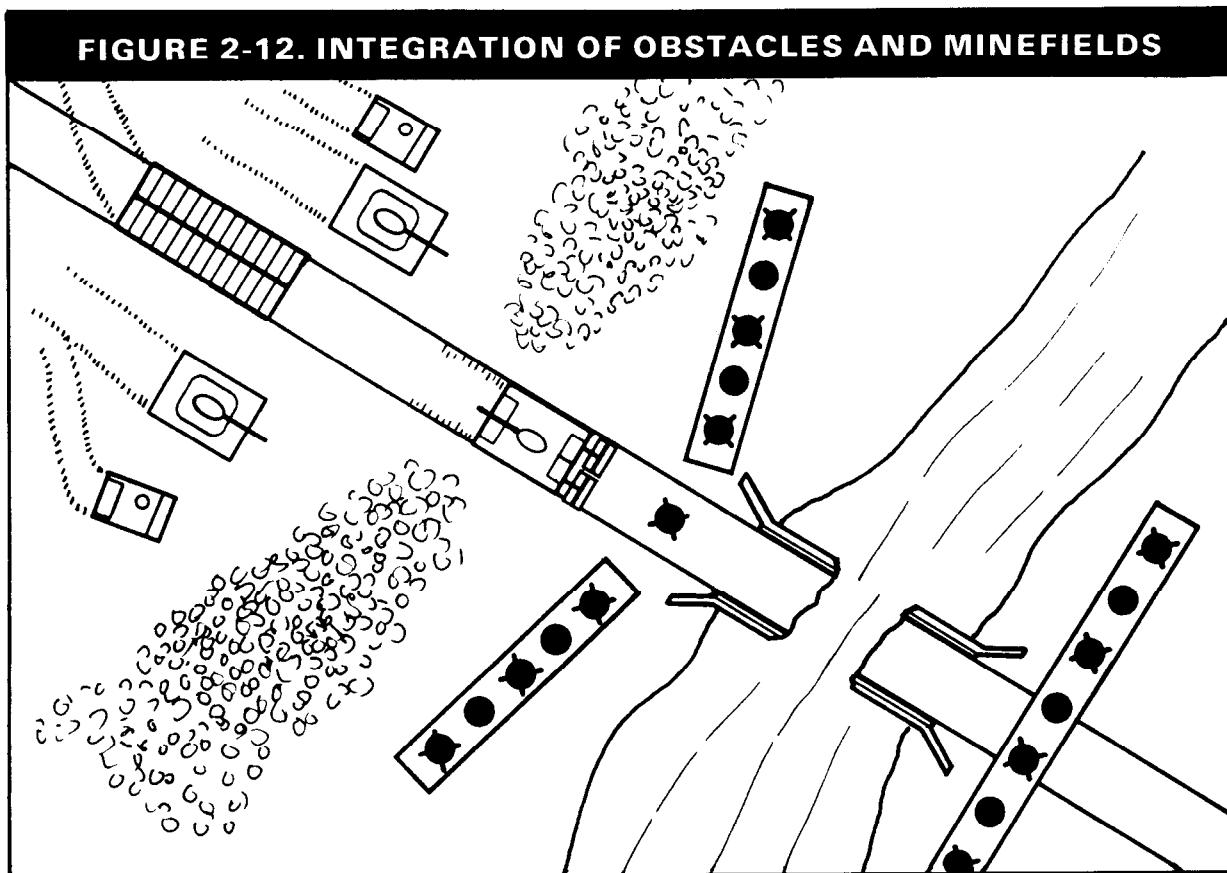 FIGURE 2-12. INTEGRATION OF OBSTACLES AND MINEFIELDS